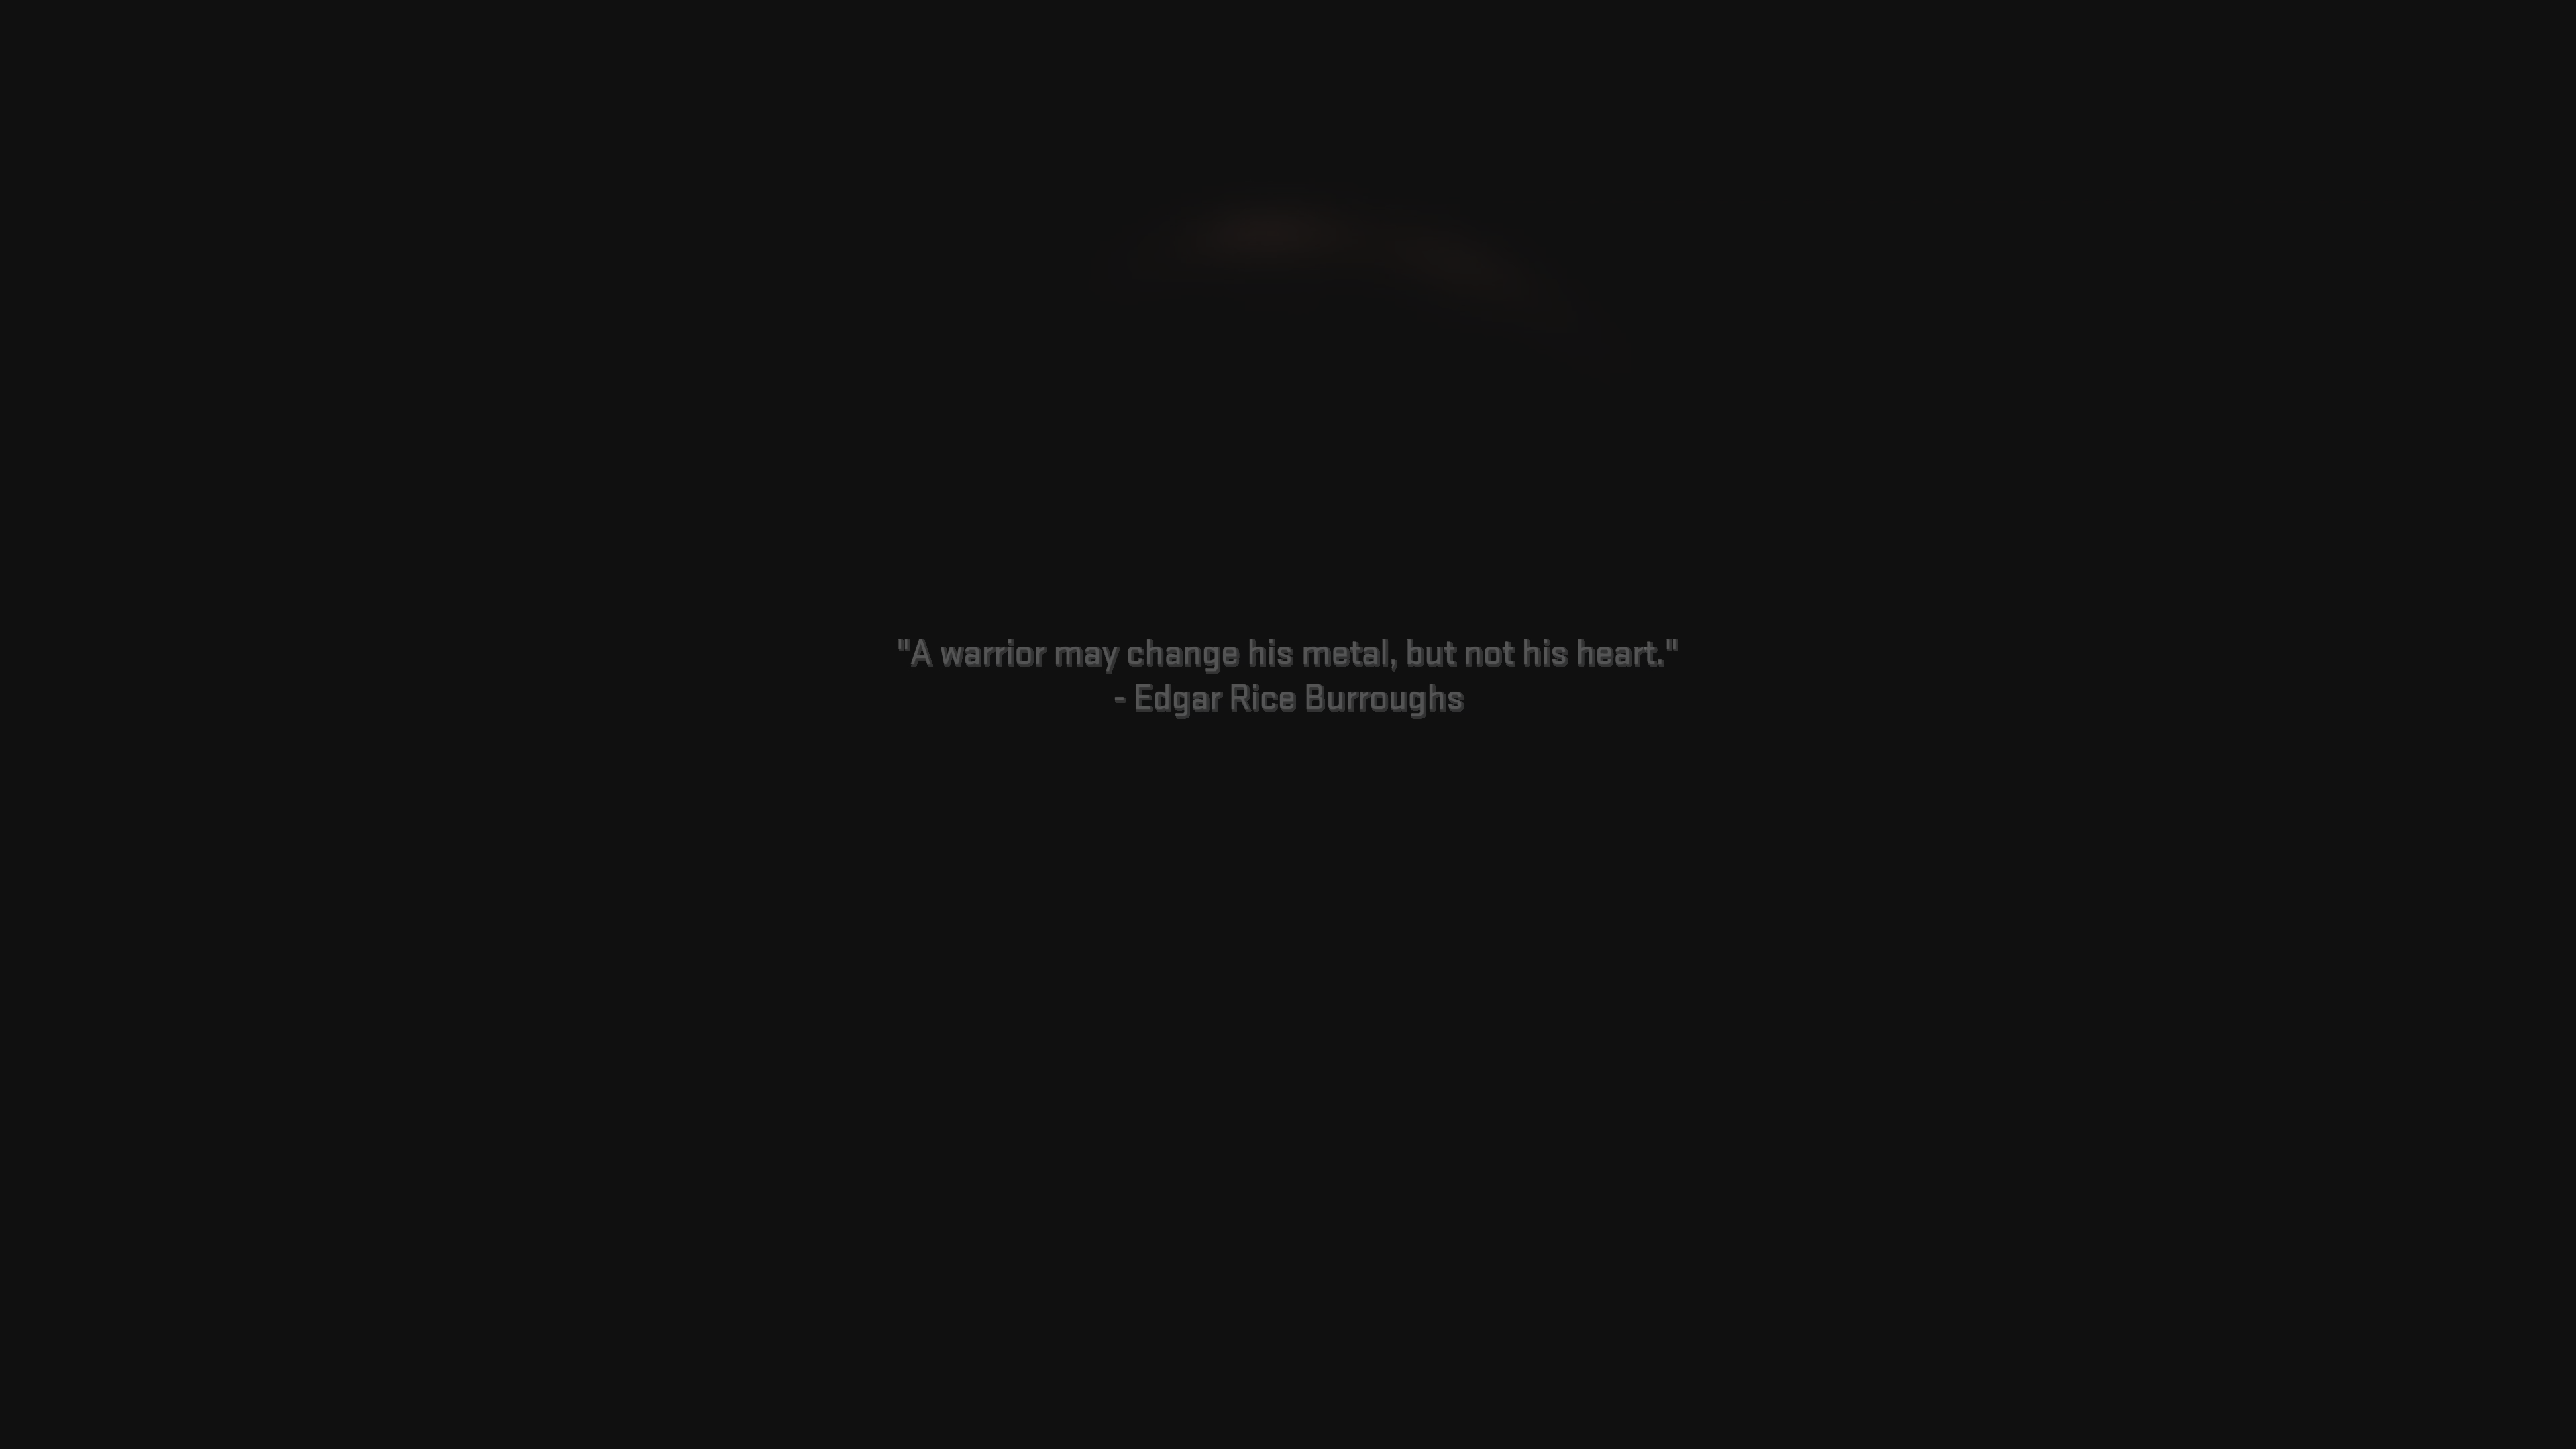 "A warrior may change his metal, but not his heart."
- Edgar Rice Burroughs